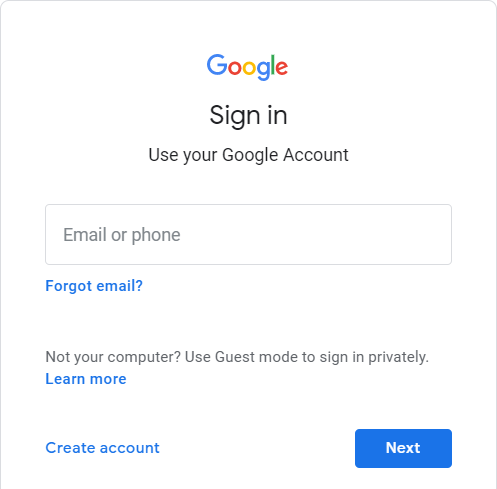 Google
Sign in
Use your Google Account
Email or phone
Forgot email?
Not your computer? Use Guest mode to sign in privately.
Learn more
Create account
Next